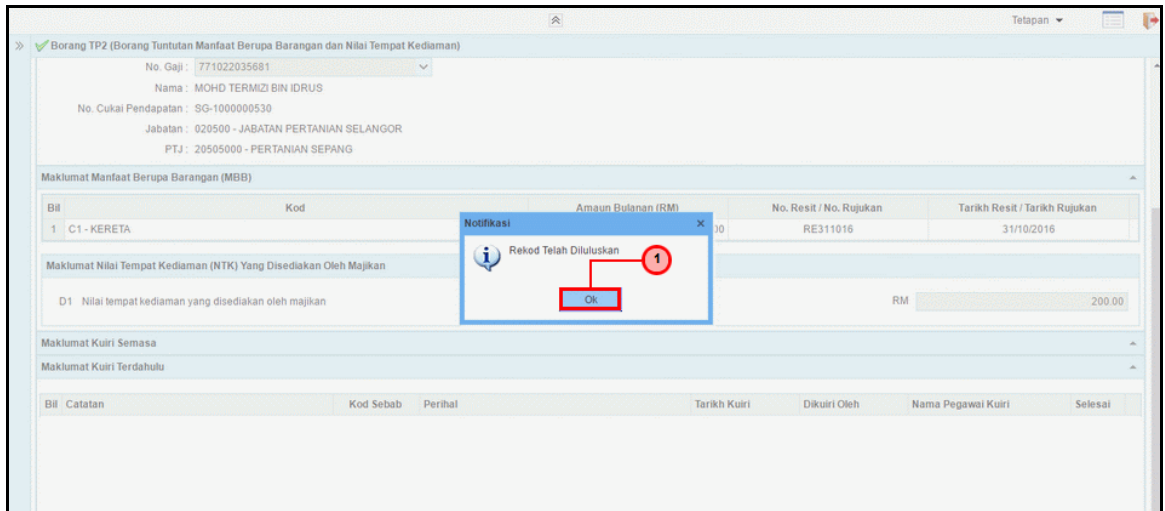 Tetapan
Borang TP2 (Borang Tuntutan Manfaat Berupa Barangan dan Nilai Tempat Kediaman)
No. Gaji : 771022035681
Nama : MOHD TERMIZI BIN IDRUS
No. Cukai Pendapatan : SG-1000000530
Jabatan : 020500 - JABATAN PERTANIAN SELANGOR
PTJ : 20505000 - PERTANIAN SEPANG
Maklumat Manfaat Berupa Barangan (MBB)
Bil Kod Amaun Bulanan (RM) No. Resit / No. Rujukan Tarikh Resit / Tarikh Rujukan
1 C1 - KERETA 00 RE311016 31/10/2016
Notifikasi
Rekod Telah Diluluskan
1
Ok
Maklumat Nilai Tempat Kediaman (NTK) Yang Disediakan Oleh Majikan
D1 Nilai tempat kediaman yang disediakan oleh majikan RM 200.00
Maklumat Kuiri Semasa
Maklumat Kuiri Terdahulu
Bil Catatan Kod Sebab Perihal Tarikh Kuiri Dikuiri Oleh Nama Pegawai Kuiri Selesai